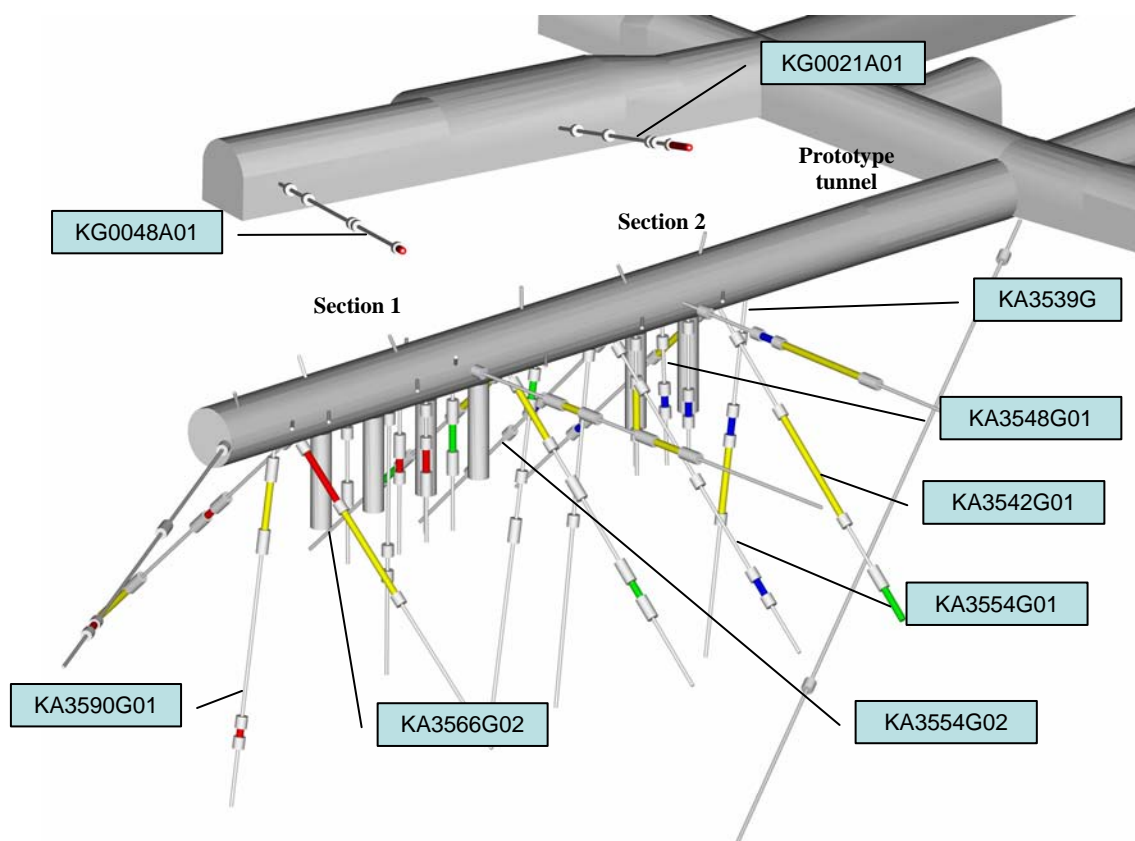 KG0021A01
Prototype
tunnel
KG0048A01
Section 2
Section 1
KA3539G
KA3548G01
KA3542G01
KA3554G01
KA3590G01
KA3566G02
KA3554G02